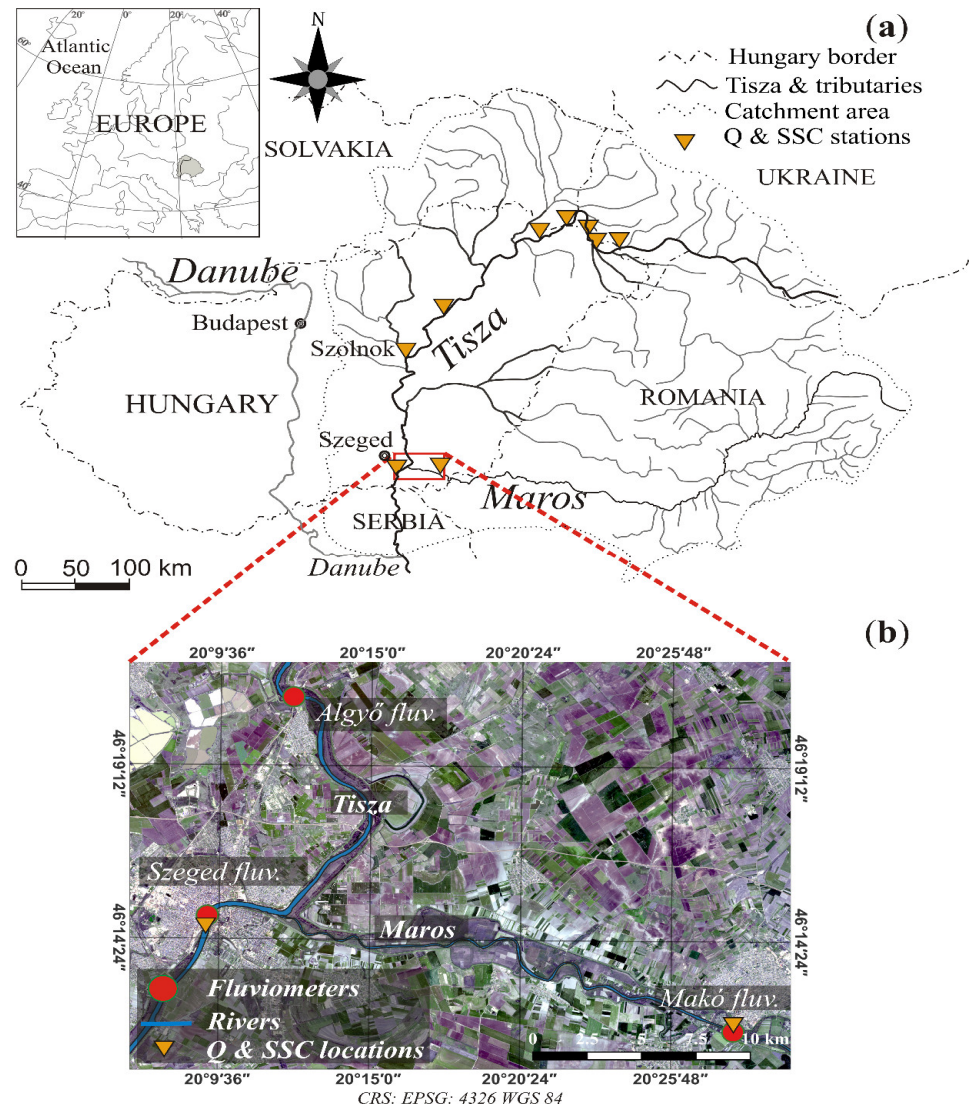 (a)
20°
0°
20°
40°
60°
Atlantic
Ocean
EUROPE
40°
N
Hungary border
Tisza & tributaries
Catchment area
Q & SSC stations
SOLVAKIA
UKRAINE
Danube
Budapest
Szolnok
Tisza
HUNGARY
ROMANIA
Szeged
Maros
SERBIA
Danube
0 50 100 km
(b)
20°9'36" 20°15'0" 20°20'24" 20°25'48"
Algyő fluv.
46°19'12"
46°19'12"
Tisza
Szeged fluv.
Maros
46°14'24"
46°14'24"
Makó fluv.
Fluviometers
Rivers
Q & SSC locations
0 2.5 5 7.5 10 km
20°9'36" 20°15'0" 20°20'24" 20°25'48"
CRS: EPSG: 4326 WGS 84